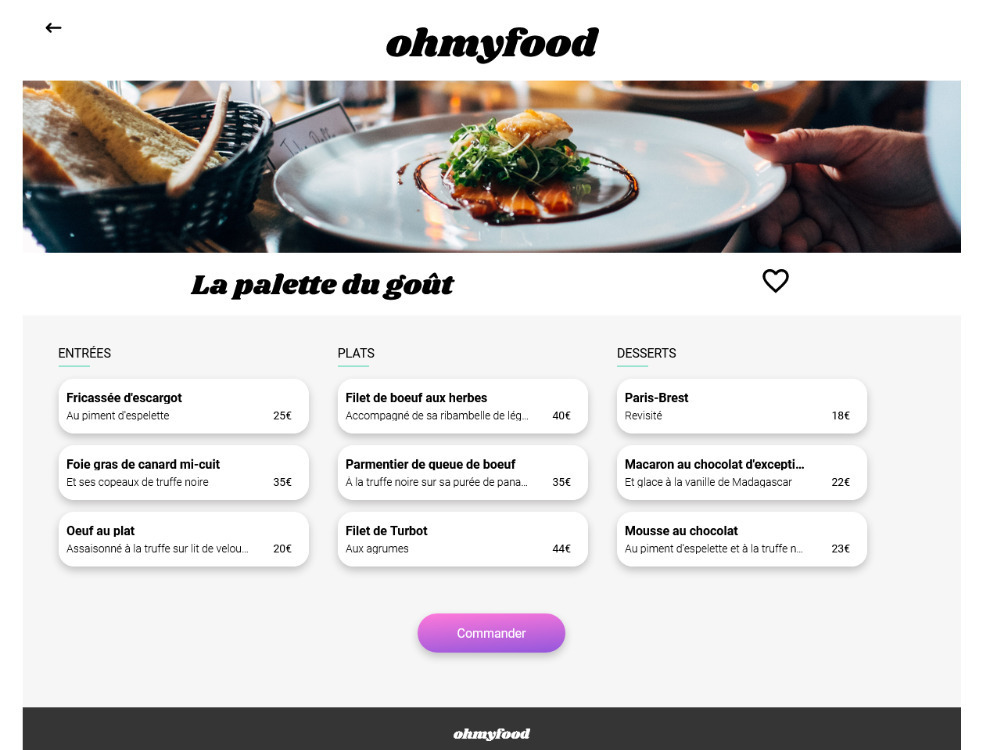 ohmyfood
La palette du goût
ENTRÉES
Fricassée d'escargot
Au piment d'espelette 25€
Foie gras de canard mi-cuit
Et ses copeaux de truffe noire 35€
Oeuf au plat
Assaisonné à la truffe sur lit de velou... 20€
PLATS
Filet de boeuf aux herbes
Accompagné de sa ribambelle de lég... 40€
Parmentier de queue de boeuf
À la truffe noire sur sa purée de pana... 35€
Filet de Turbot
Aux agrumes 44€
DESSERTS
Paris-Brest
Revisité 18€
Macaron au chocolat d'excepti...
Et glace à la vanille de Madagascar 22€
Mousse au chocolat
Au piment d'espelette et à la truffe n... 23€
Commander
ohmyfood